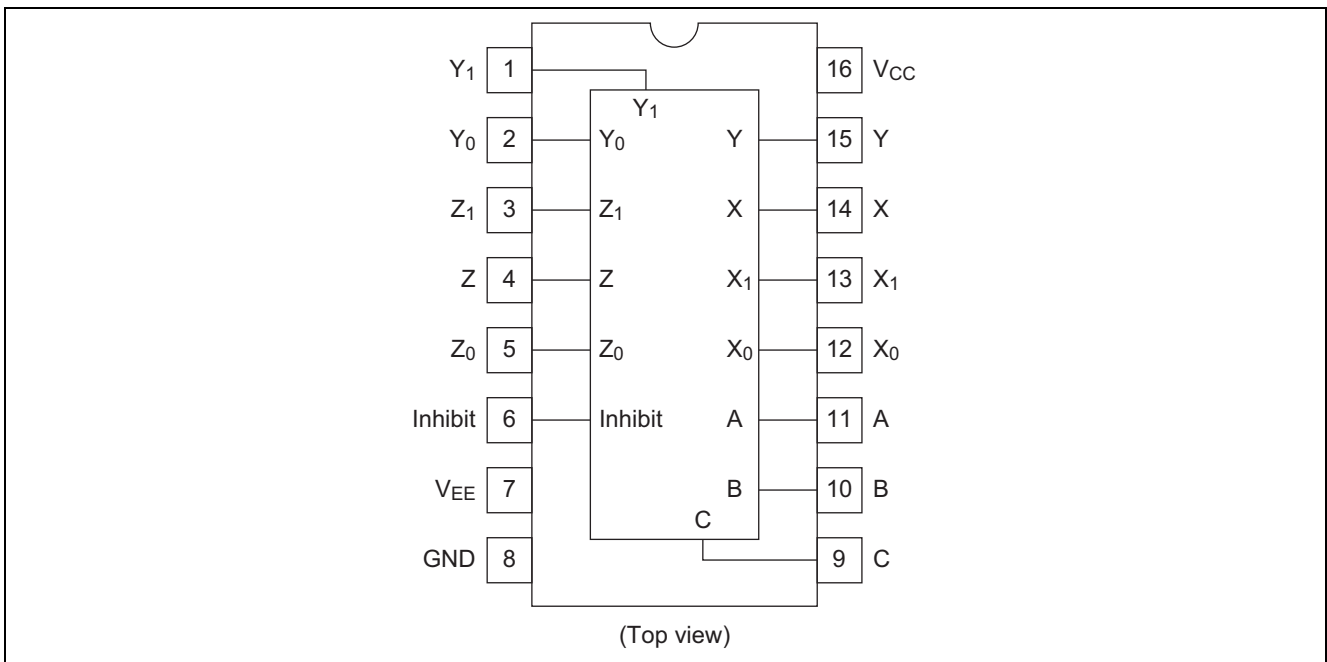 Y1 1 16 VCC
Y1
Y0 2 Y0 Y 15 Y
Z1 3 Z1 X 14 X
Z 4 Z X1 13 X1
Z0 5 Z0 X0 12 X0
Inhibit 6 Inhibit A 11 A
VEE 7 B 10 B
C
GND 8 9 C
(Top view)